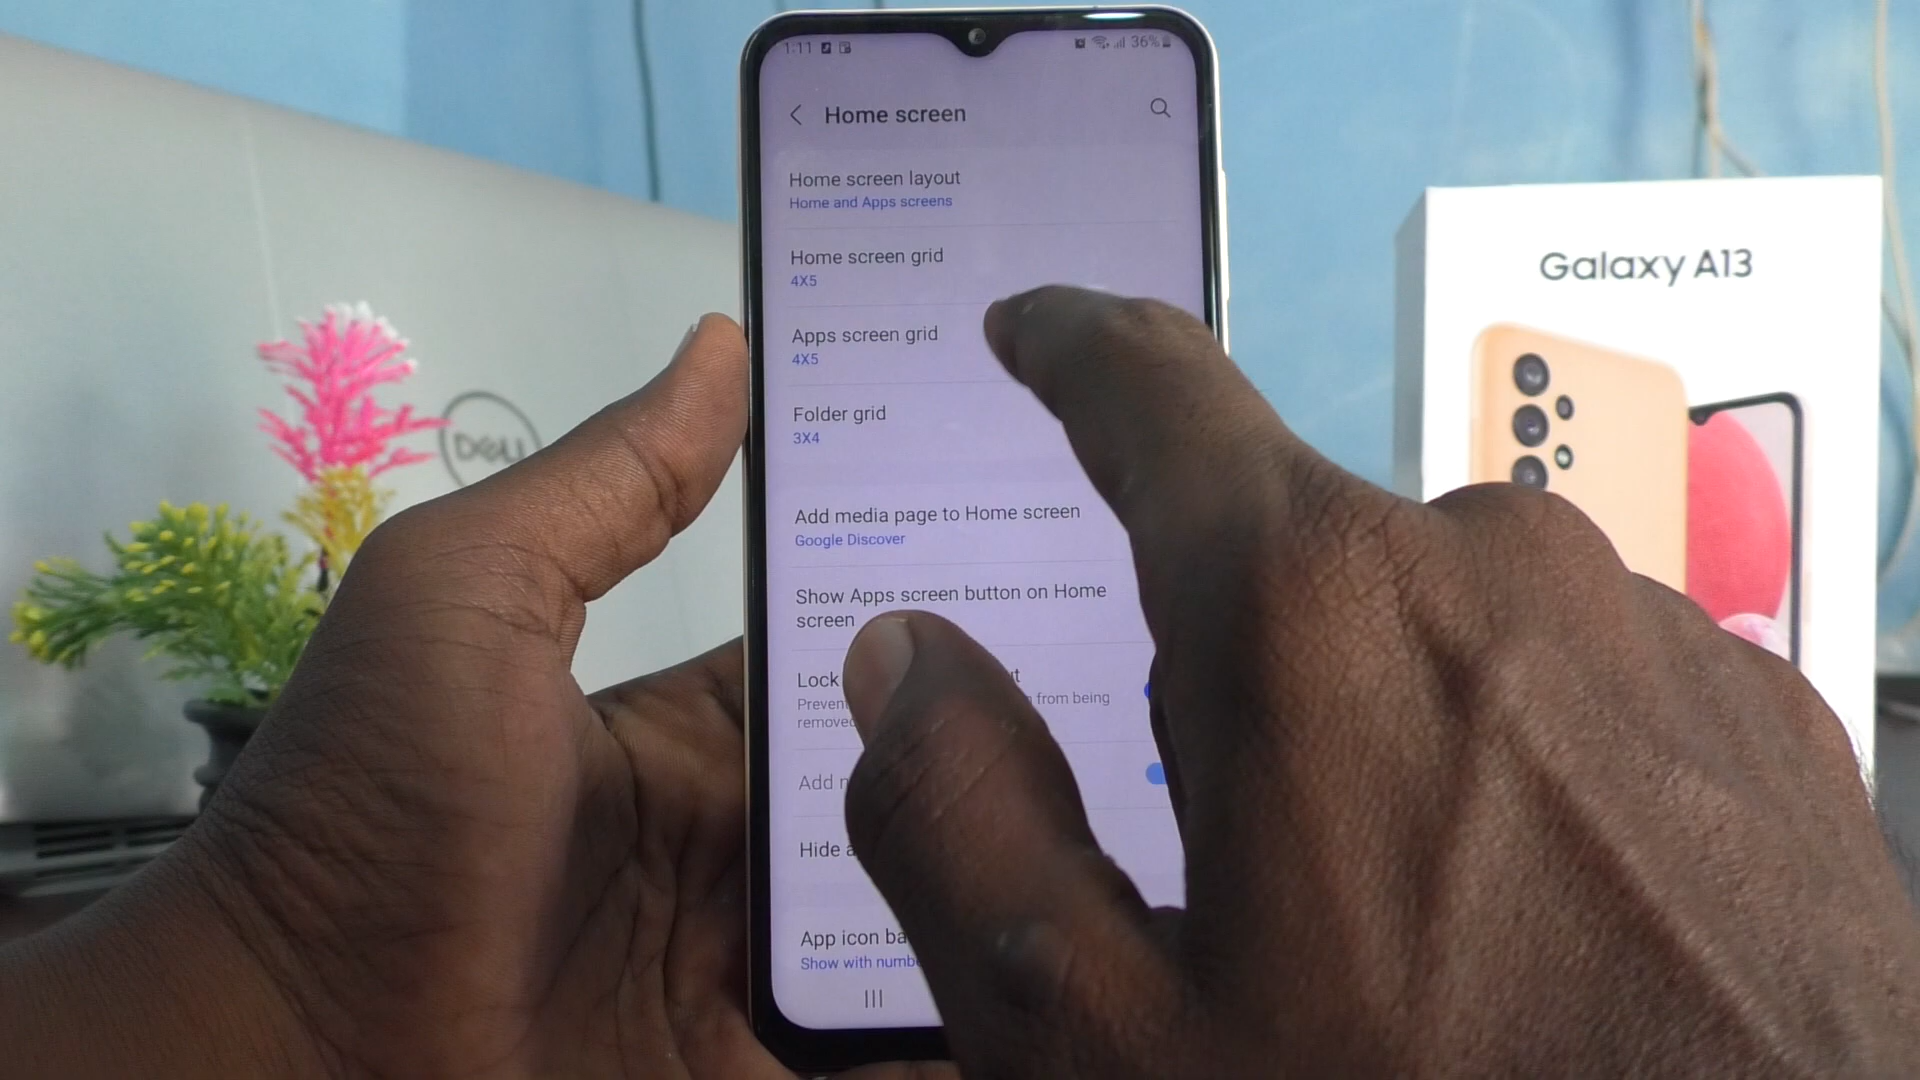 1:11
36%
Home screen
Home screen layout
Home and Apps screens
Home screen grid
4X5
Apps screen grid
4X5
Folder grid
3X4
Add media page to Home screen
Google Discover
Show Apps screen button on Home
screen
Lock
from being
Add
Hide
App icon
Show with
DELL
Galaxy A13